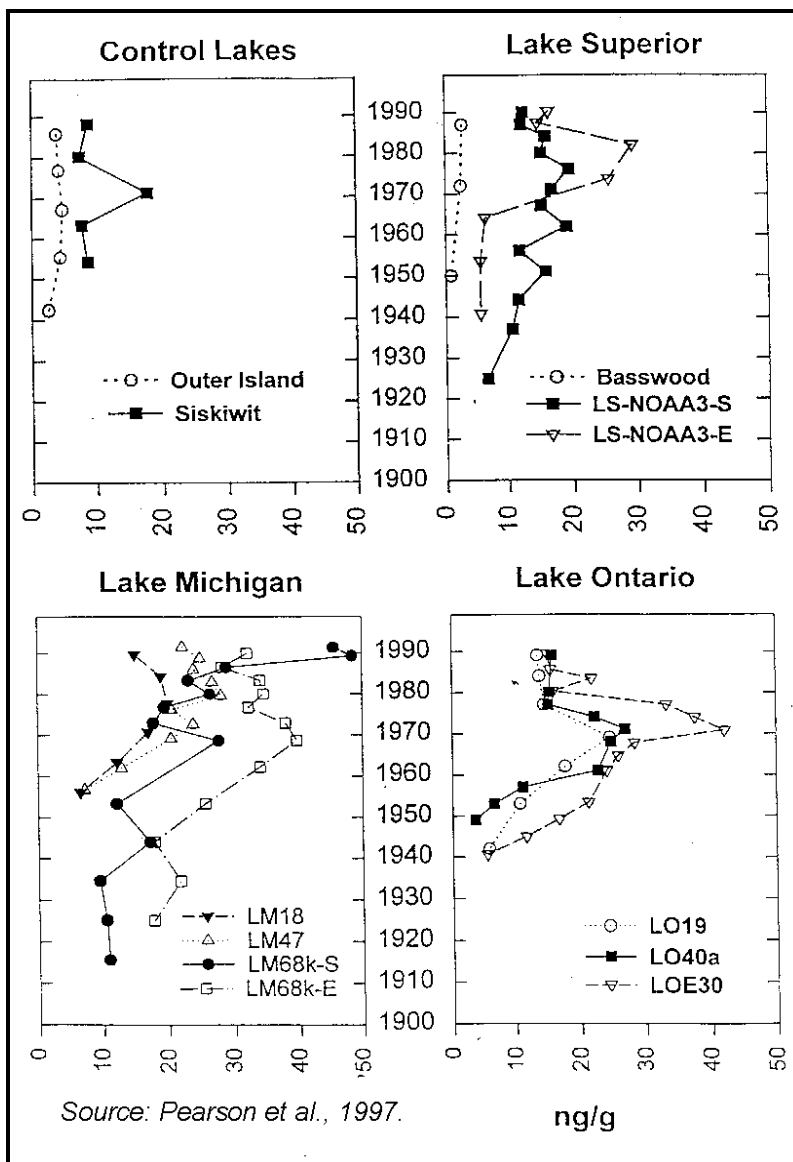 Control Lakes
Lake Superior
1990
1980
1970
1960
1950
1940
1930
1920
1910
1900
Outer Island
Siskiwit
Basswood
LS-NOAA3-S
LS-NOAA3-E
0
10
20
30
40
50
0
10
20
30
40
50
Lake Michigan
Lake Ontario
1990
1980
1970
1960
1950
1940
1930
1920
1910
1900
LM18
LM47
LM68k-S
LM68k-E
LO19
LO40a
LOE30
0
10
20
30
40
50
0
10
20
30
40
50
Source: Pearson et al., 1997.
ng/g